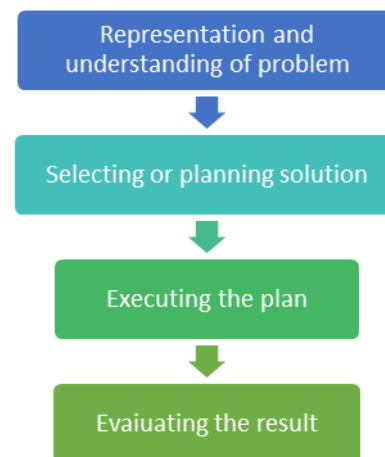 Representation and
understanding of problem
Selecting or planning solution
Executing the plan
Evaiuating the result